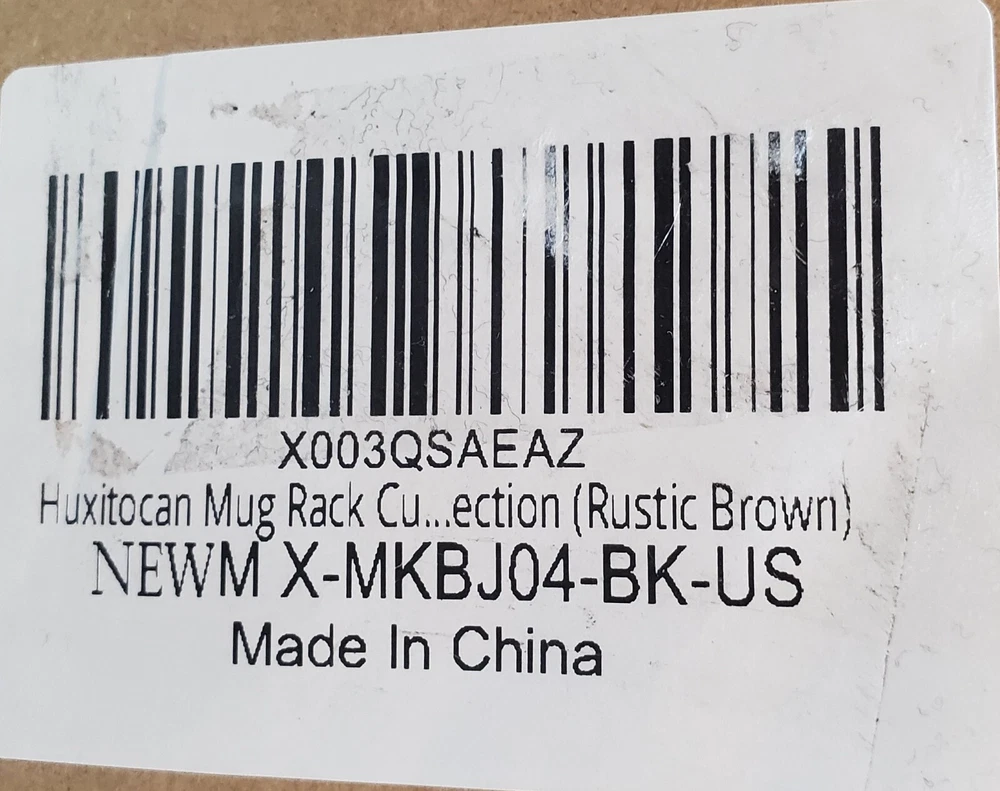 X003QSAEAZ
Huxitocan Mug Rack Cu...ection (Rustic Brown)
NEWM X-MKBJ04-BK-US
Made In China